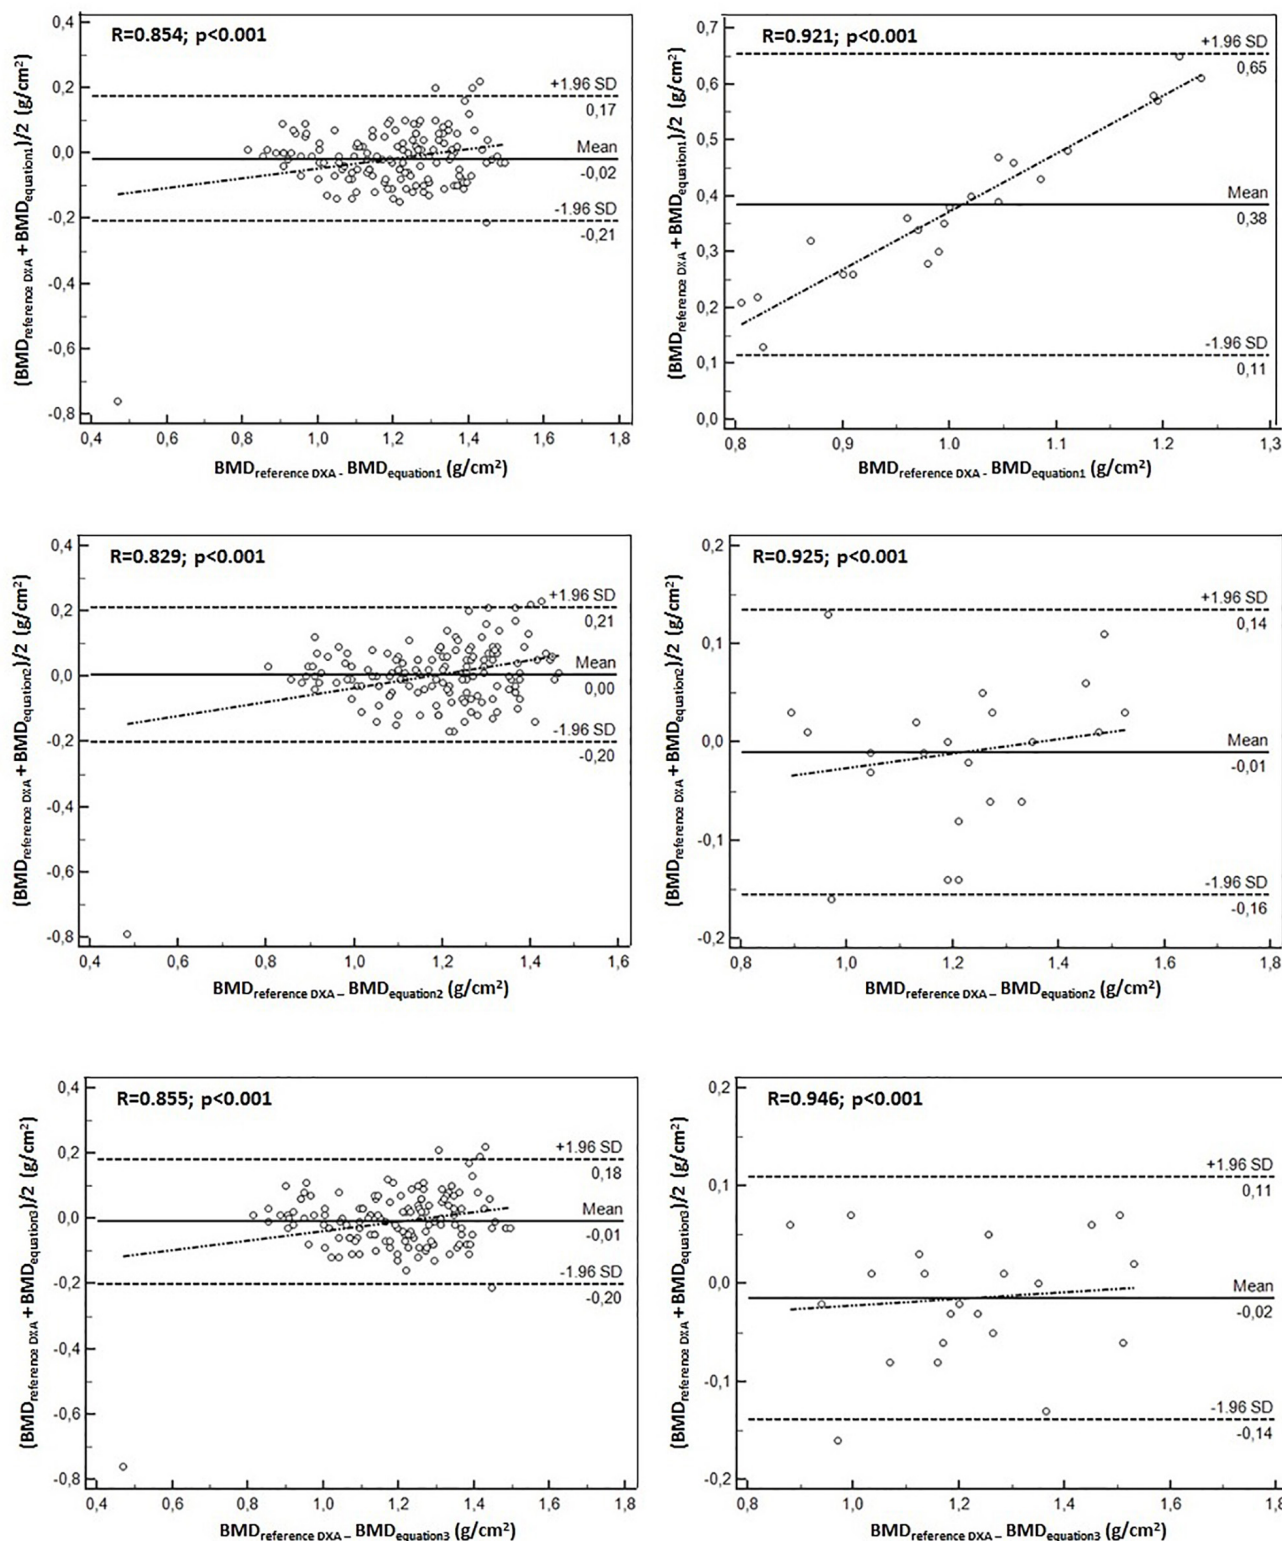 R=0.854; p<0.001
(BMDreference DXA + BMDequation1)/2 (g/cm²)
0,4
0,2
0,0
-0,2
-0,4
-0,6
-0,8
+1.96 SD
0,17
Mean
-0,02
-1.96 SD
-0,21
0,4 0,6 0,8 1,0 1,2 1,4 1,6 1,8
BMDreference DXA - BMDequation1 (g/cm²)
R=0.921; p<0.001
(BMDreference DXA + BMDequation1)/2 (g/cm²)
0,7
0,6
0,5
0,4
0,3
0,2
0,1
0,0
+1.96 SD
0,65
Mean
0,38
-1.96 SD
0,11
0,8 0,9 1.0 1.1 1.2 1,3
BMDreference DXA - BMDequation1 (g/cm²)
R=0.829; p<0.001
(BMDreference DXA + BMDequation2)/2 (g/cm²)
0,4
0,2
0,0
-0,2
-0,4
-0,6
-0,8
+1.96 SD
0,21
Mean
0,00
-1.96 SD
-0,20
0,4 0,6 0,8 1,0 1,2 1,4 1,6
BMDreference DXA – BMDequation2 (g/cm²)
R=0.925; p<0.001
(BMDreference DXA + BMDequation2)/2 (g/cm²)
0,2
0,1
0,0
-0,1
-0,2
+1.96 SD
0,14
Mean
-0,01
-1.96 SD
-0,16
0,8 1,0 1,2 1,4 1,6 1,8
BMDreference DXA – BMDequation2 (g/cm²)
R=0.855; p<0.001
(BMDreference DXA + BMDequation3)/2 (g/cm²)
0,4
0,2
0,0
-0,2
-0,4
-0,6
-0,8
+1.96 SD
0,18
Mean
-0,01
-1.96 SD
-0,20
0,4 0,6 0,8 1,0 1,2 1,4 1,6 1,8
BMDreference DXA – BMDequation3 (g/cm²)
R=0.946; p<0.001
(BMDreference DXA + BMDequation3)/2 (g/cm²)
0,2
0,1
0,0
-0,1
-0,2
+1.96 SD
0,11
Mean
-0,02
-1.96 SD
-0,14
0,8 1,0 1,2 1,4 1,6 1,8
BMDreference DXA – BMDequation3 (g/cm²)